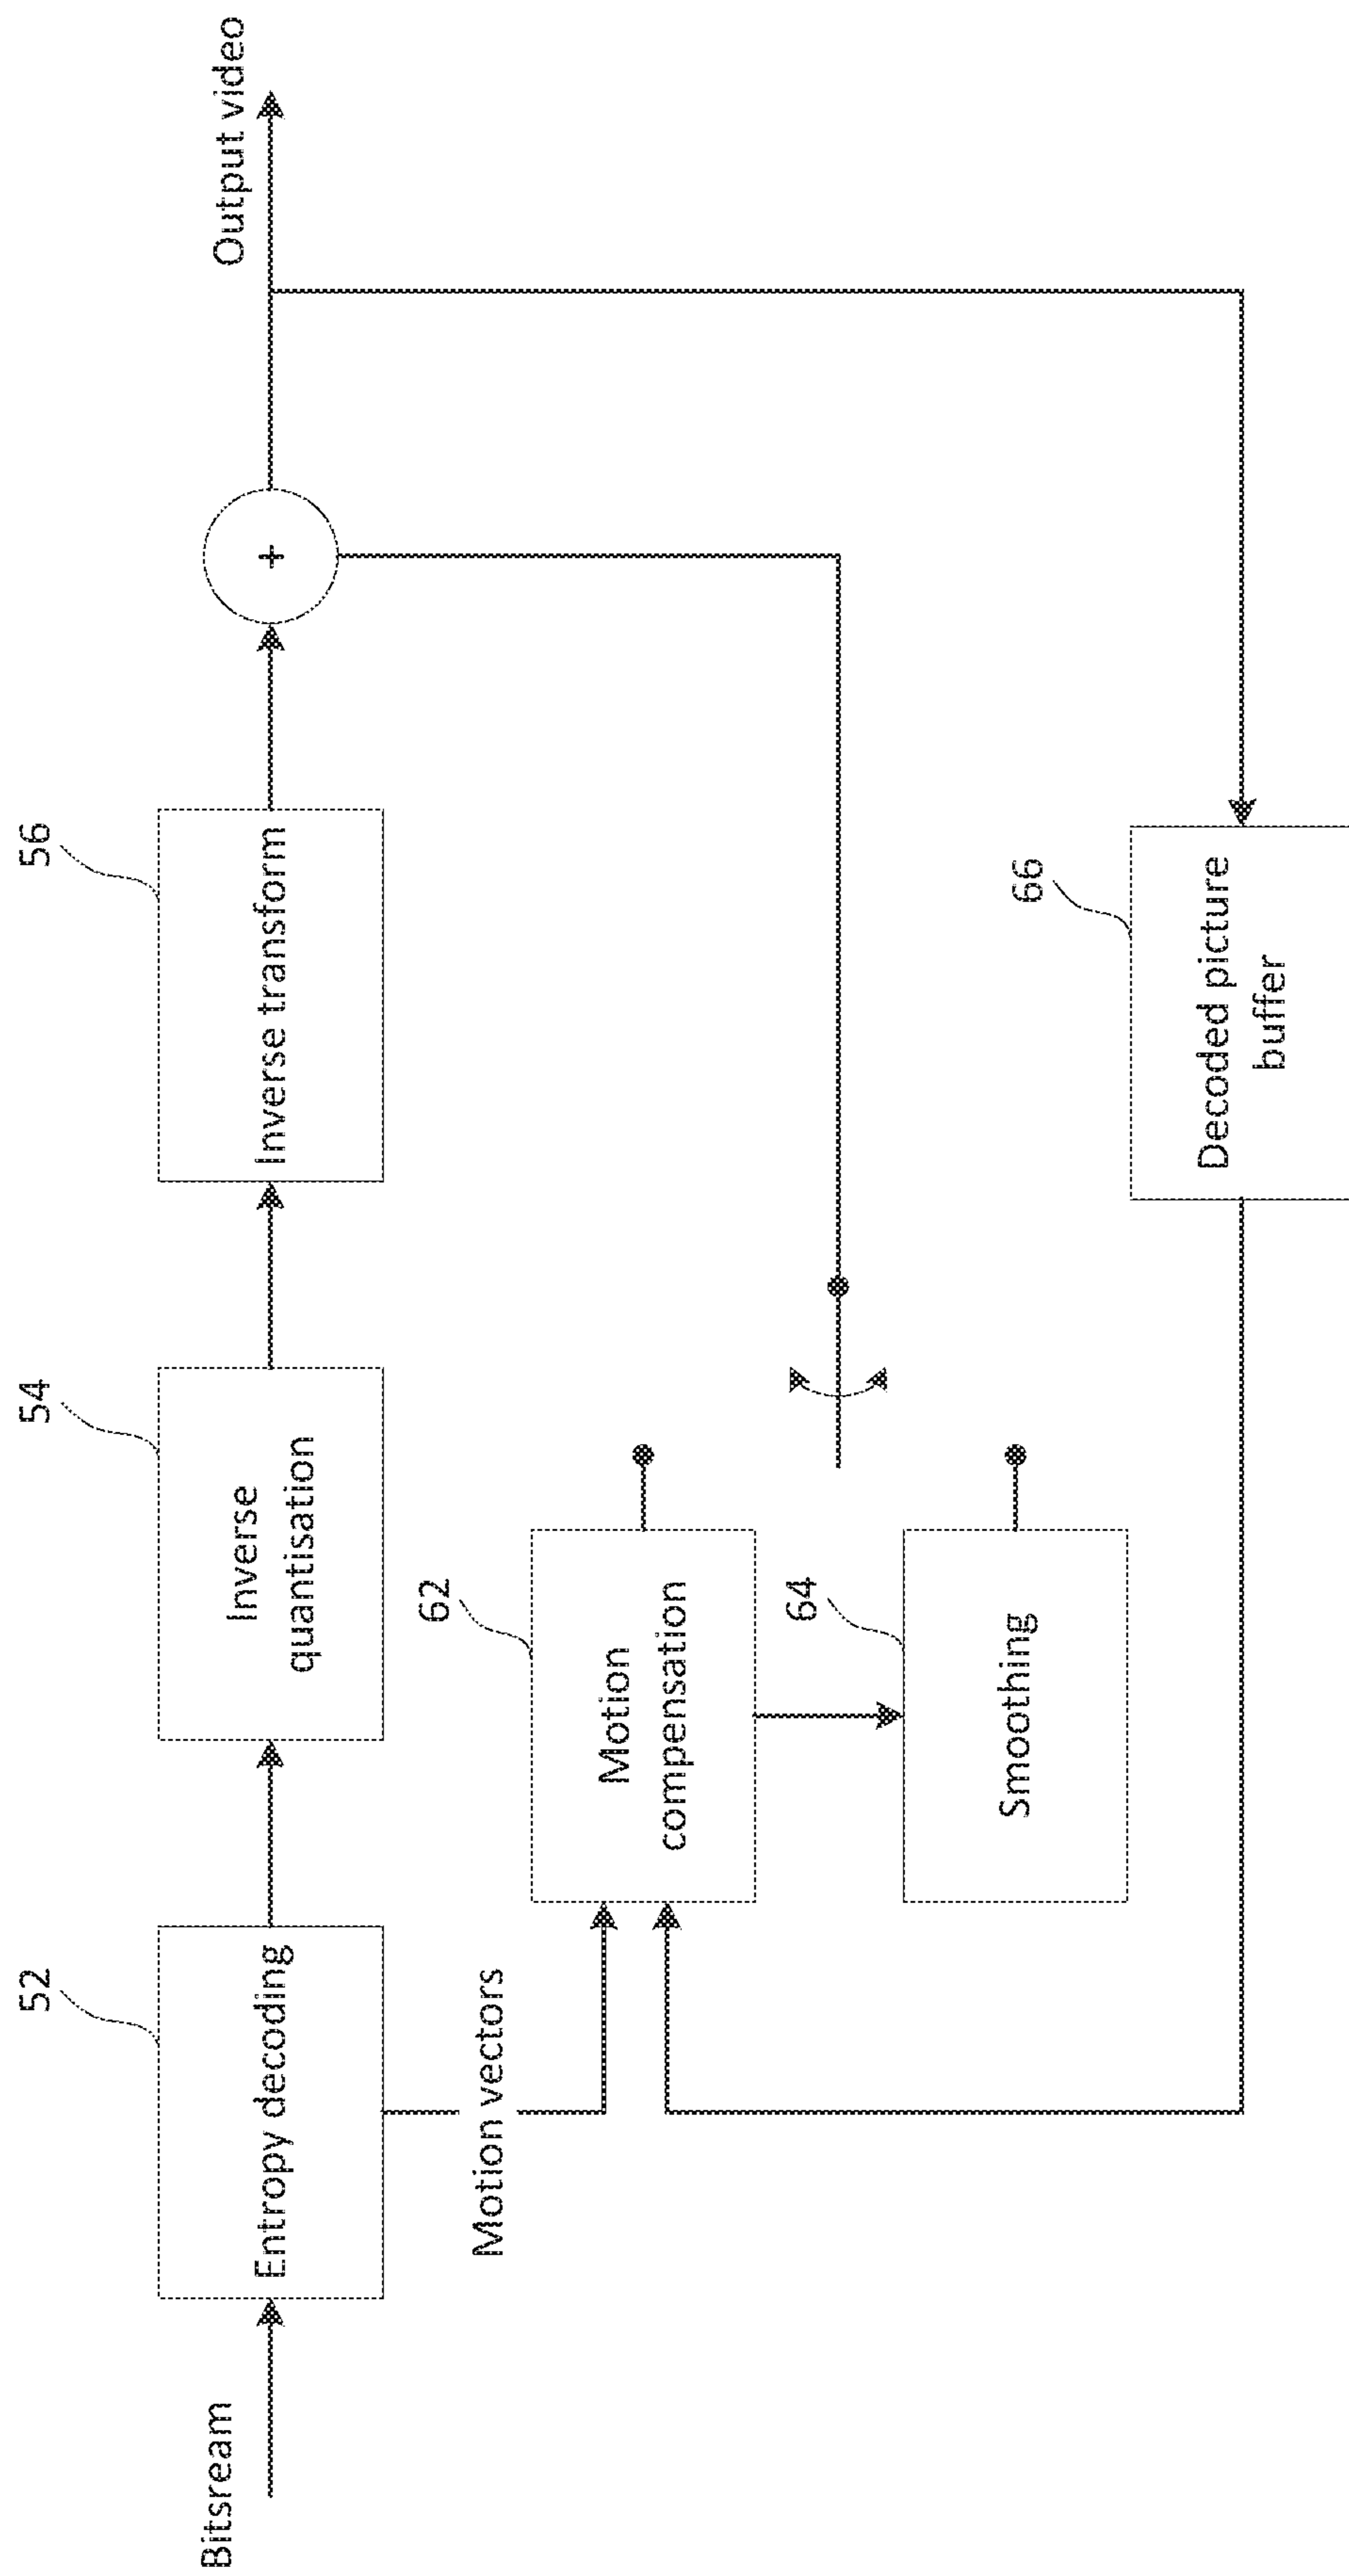 Bitsream
52
Entropy decoding
54
Inverse
quantisation
56
Inverse transform
+
Output video
Motion vectors
62
Motion
compensation
64
Smoothing
66
Decoded picture
buffer